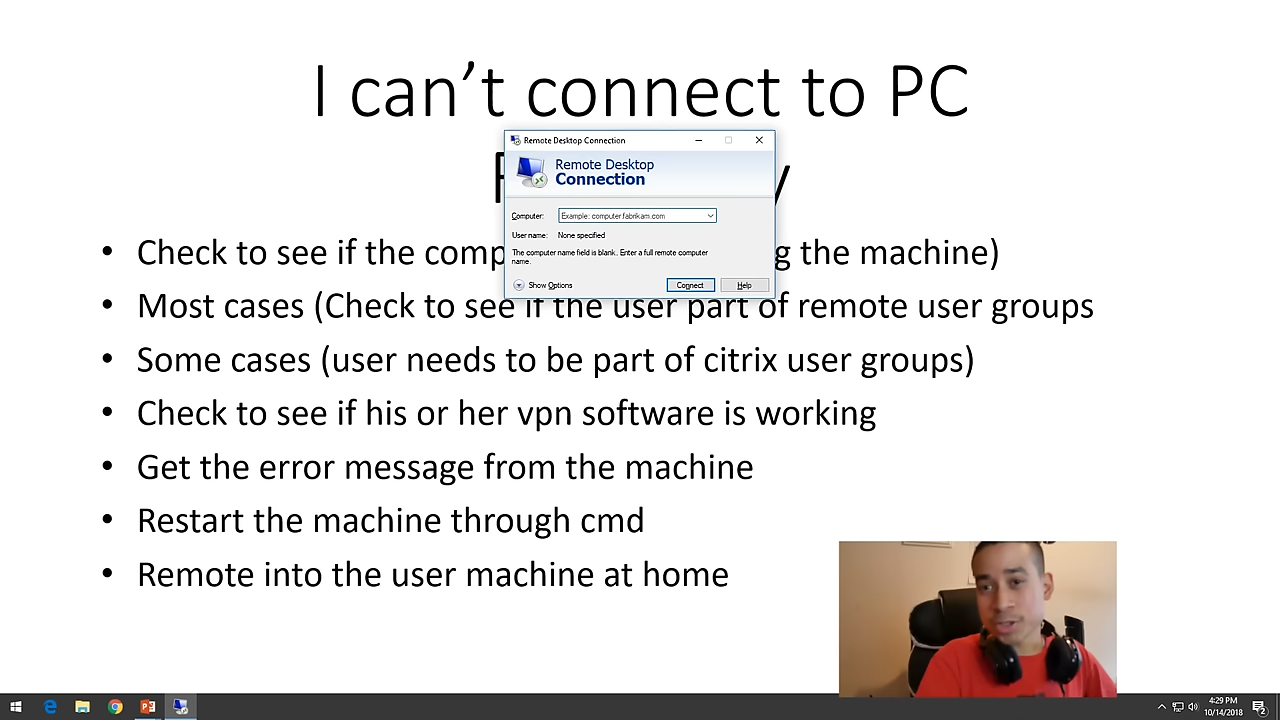 I can't connect to PC
Remote Desktop Connection
Remote Desktop
Connection
Computer: Example: computer.fabrikam.com
User name: None specified
The computer name field is blank. Enter a full remote computer
name.
Show Options Connect Help
• Check to see if the comp g the machine)
• Most cases (Check to see if the user part of remote user groups
• Some cases (user needs to be part of citrix user groups)
• Check to see if his or her vpn software is working
• Get the error message from the machine
• Restart the machine through cmd
• Remote into the user machine at home
4:29 PM
10/14/2018
2